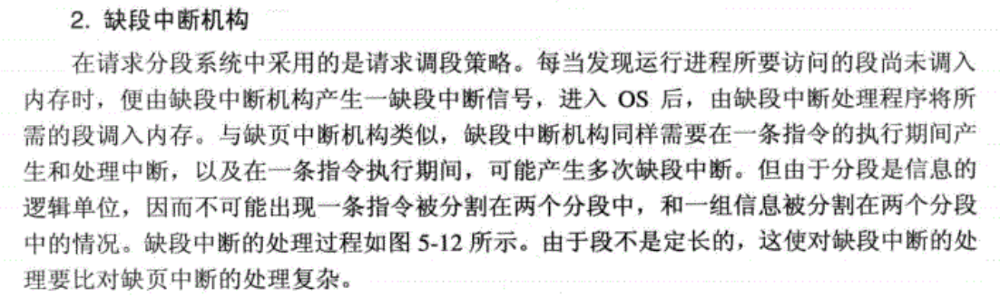 2. 缺段中断机构
在请求分段系统中采用的是请求调段策略。每当发现运行进程所要访问的段尚未调入
内存时，便由缺段中断机构产生一缺段中断信号，进入 OS 后，由缺段中断处理程序将所
需的段调入内存。与缺页中断机构类似，缺段中断机构同样需要在一条指令的执行期间产
生和处理中断，以及在一条指令执行期间，可能产生多次缺段中断。但由于分段是信息的
逻辑单位，因而不可能出现一条指令被分割在两个分段中，和一组信息被分割在两个分段
中的情况。缺段中断的处理过程如图 5-12 所示。由于段不是定长的，这使对缺段中断的处
理要比对缺页中断的处理复杂。